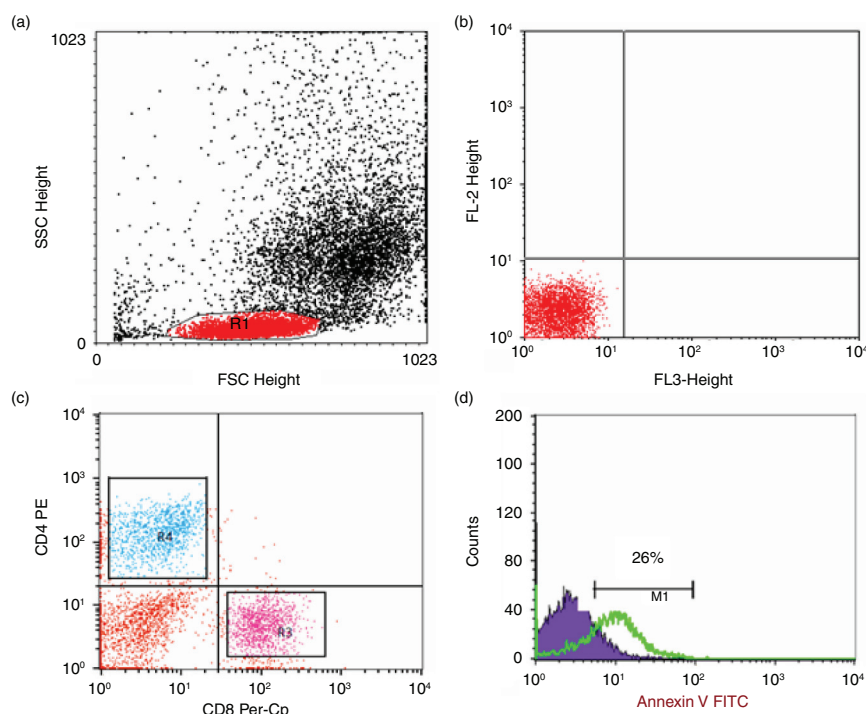 (a)
1023
SSC Height
R1
0
0
1023
FSC Height
(b)
10⁴
10³
FL-2 Height
10²
10¹
10⁰
10⁰ 10¹ 10² 10³ 10⁴
FL3-Height
(c)
10⁴
10³
CD4 PE
R4
10²
10¹
R3
10⁰
10⁰ 10¹ 10² 10³ 10⁴
CD8 Per-Cp
(d)
200
160
120
Counts
80
26%
M1
40
0
10⁰ 10¹ 10² 10³ 10⁴
Annexin V FITC